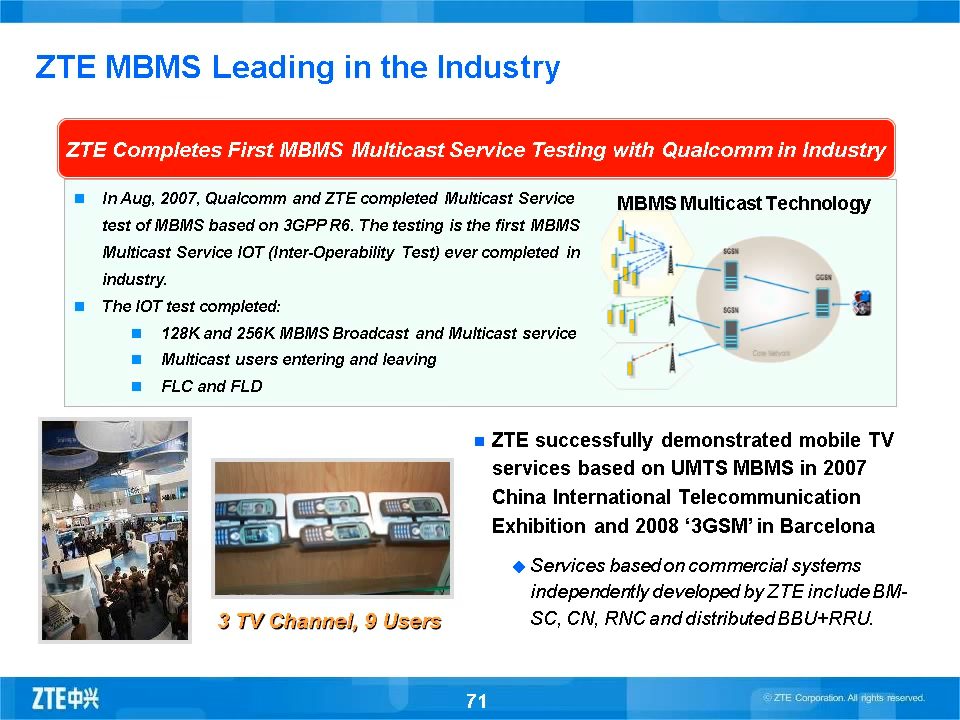 ZTE MBMS Leading in the Industry
ZTE Completes First MBMS Multicast Service Testing with Qualcomm in Industry
In Aug, 2007, Qualcomm and ZTE completed Multicast Service
test of MBMS based on 3GPP R6. The testing is the first MBMS
Multicast Service IOT (Inter-Operability Test) ever completed in
industry.
The IOT test completed:
128K and 256K MBMS Broadcast and Multicast service
Multicast users entering and leaving
FLC and FLD
MBMS Multicast Technology
SGSN
GGSN
SGSN
Core Network
ZTE successfully demonstrated mobile TV
services based on UMTS MBMS in 2007
China International Telecommunication
Exhibition and 2008 ‘3GSM’ in Barcelona
Services based on commercial systems
independently developed by ZTE include BM-
SC, CN, RNC and distributed BBU+RRU.
3 TV Channel, 9 Users
ZTE中兴
71
© ZTE Corporation. All rights reserved.